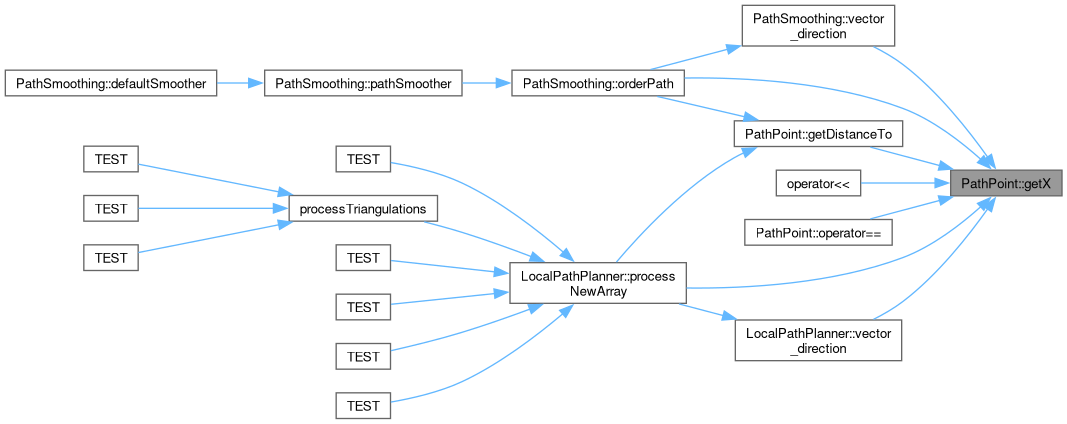 PathSmoothing::vector
_direction
PathSmoothing::defaultSmoother
PathSmoothing::pathSmoother
PathSmoothing::orderPath
PathPoint::getDistanceTo
TEST
TEST
operator<<
PathPoint::getX
TEST
processTriangulations
PathPoint::operator==
TEST
TEST
LocalPathPlanner::process
NewArray
TEST
LocalPathPlanner::vector
_direction
TEST
TEST